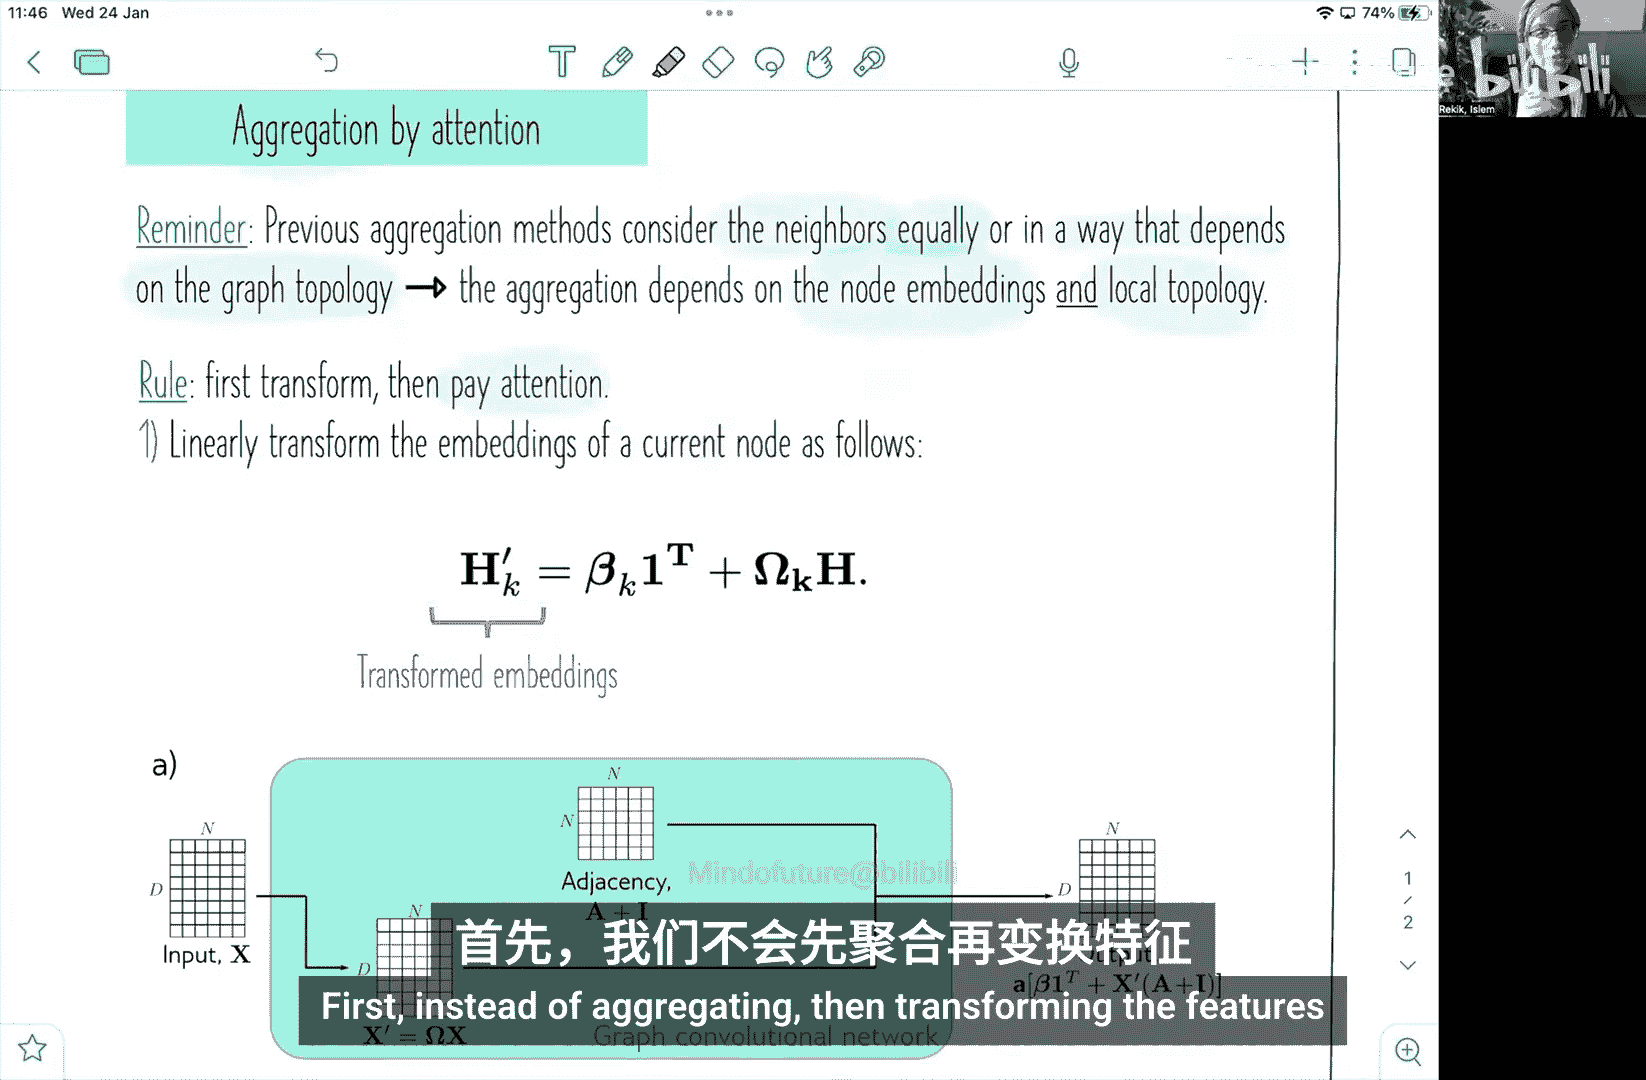 11:46 Wed 24 Jan
74%
bilibili
Rekik, Islem
Aggregation by attention
Reminder: Previous aggregation methods consider the neighbors equally or in a way that depends
on the graph topology → the aggregation depends on the node embeddings and local topology.
Rule: first transform, then pay attention.
1) Linearly transform the embeddings of a current node as follows:
H′ₖ = βₖ1ᵀ + ΩₖH.
Transformed embeddings
a)
N
N
Adjacency,
A + I
N
D
Input, X
N
D
X′ = ΩX
Graph convolutional network
N
D
a[β1ᵀ + X′(A+I)]
Mindofuture@bilibili
1
/
2
首先，我们不会先聚合再变换特征
First, instead of aggregating, then transforming the features